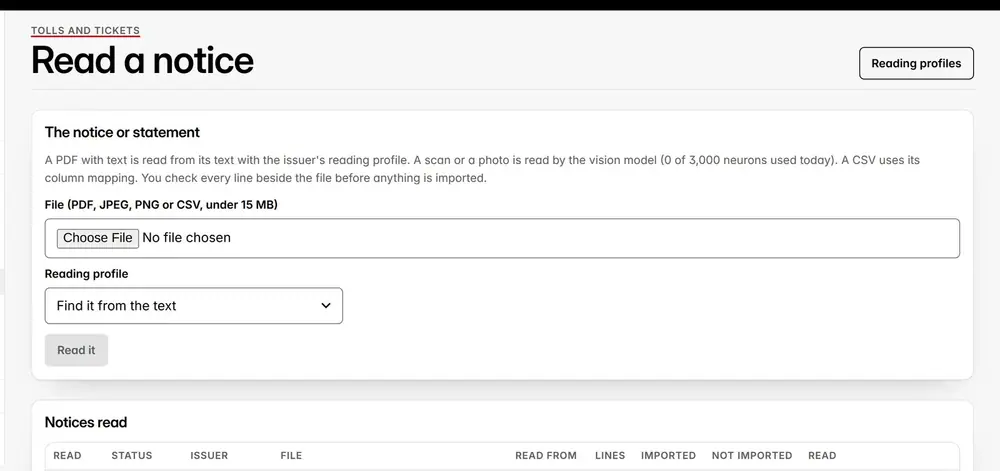 TOLLS AND TICKETS
Read a notice
Reading profiles
The notice or statement
A PDF with text is read from its text with the issuer's reading profile. A scan or a photo is read by the vision model (0 of 3,000 neurons used today). A CSV uses its
column mapping. You check every line beside the file before anything is imported.
File (PDF, JPEG, PNG or CSV, under 15 MB)
Choose File No file chosen
Reading profile
Find it from the text
Read it
Notices read
READ STATUS ISSUER FILE READ FROM LINES IMPORTED NOT IMPORTED READ